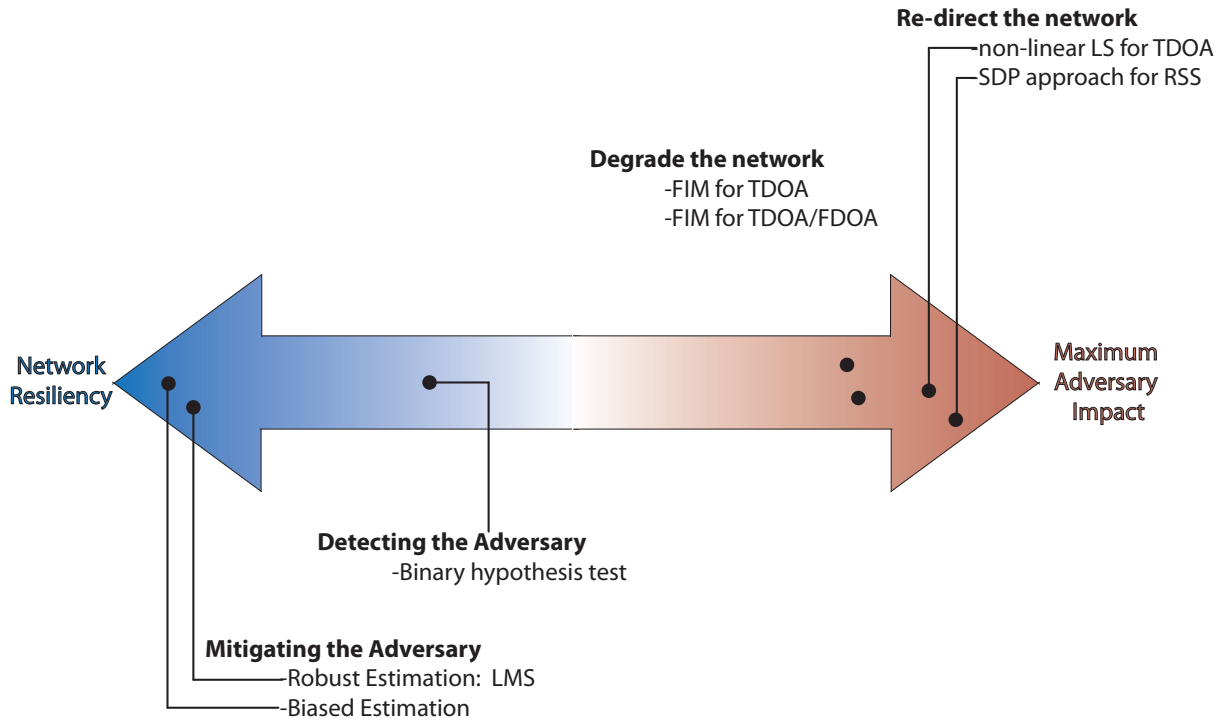 Re-direct the network
-non-linear LS for TDOA
-SDP approach for RSS
Degrade the network
-FIM for TDOA
-FIM for TDOA/FDOA
Network
Resiliency
Maximum
Adversary
Impact
Detecting the Adversary
-Binary hypothesis test
Mitigating the Adversary
-Robust Estimation: LMS
-Biased Estimation